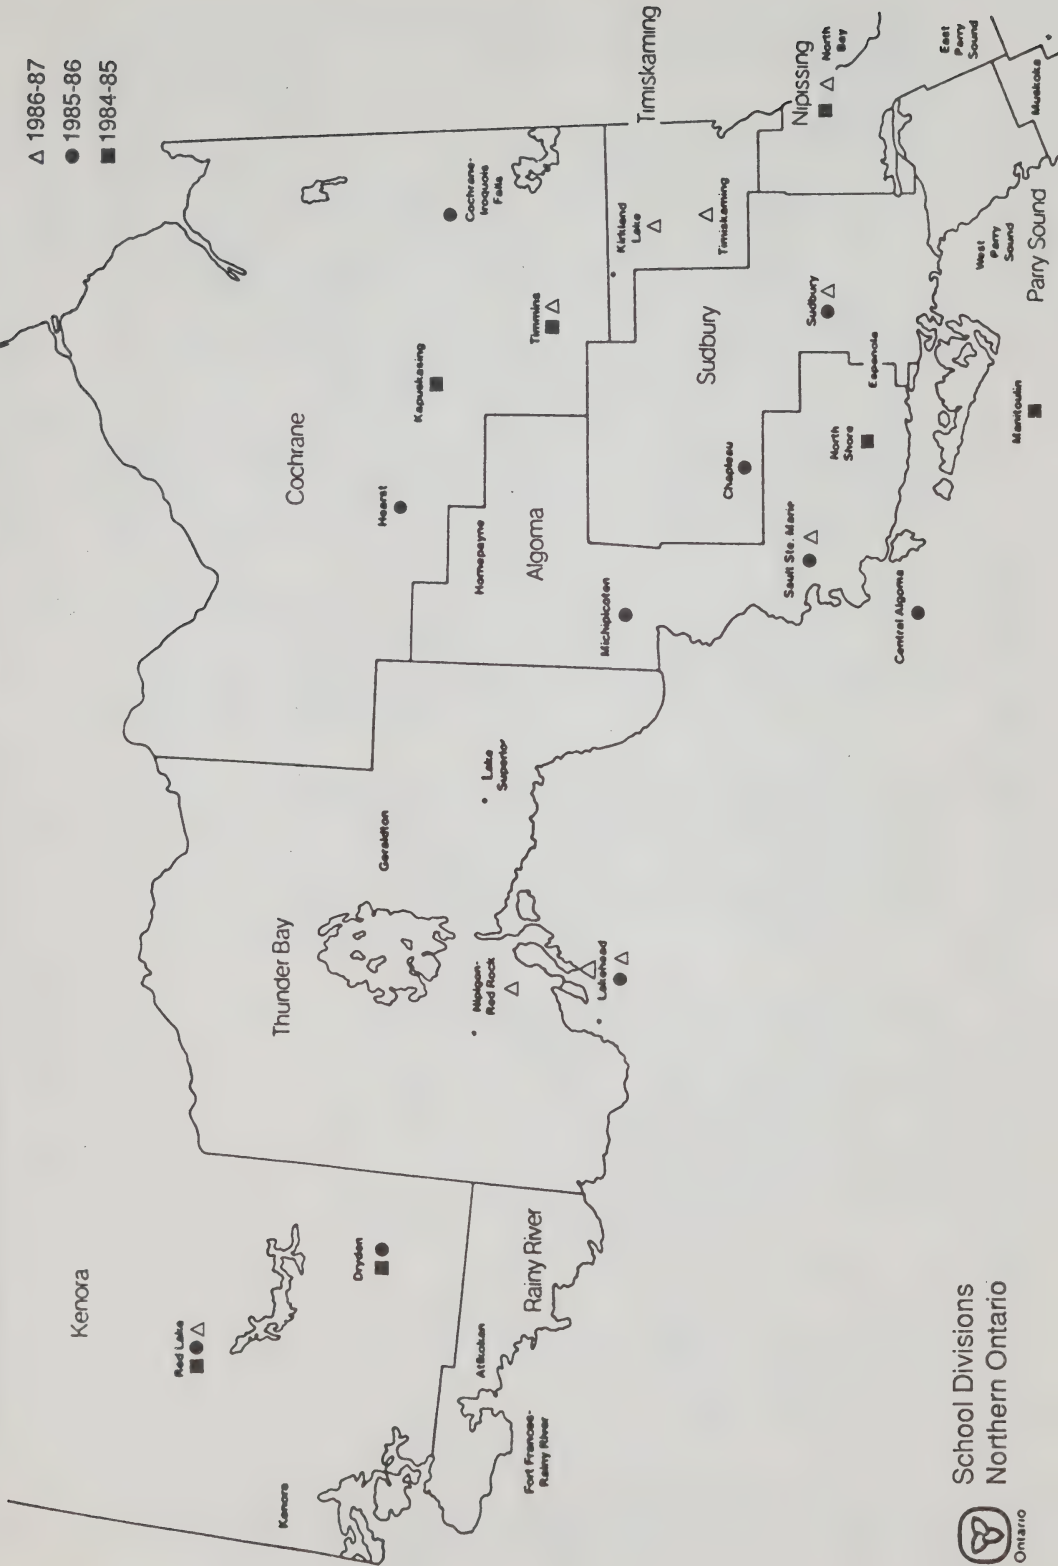 △ 1986-87
● 1985-86
■ 1984-85
Kenora
Red Lake
■ ● △
Dryden
■ ●
Kenora
Atikokan
Fort Frances-
Rainy River
Rainy River
Thunder Bay
Geraldton
Nipigon-
Red Rock
△
Lake
Superior
Lakehead
● △
Cochrane
Hearst
●
Kapuskasing
■
Cochrane-
Iroquois
Falls
●
Timmins
■ △
Hornepayne
Algoma
Michipicoten
●
Sudbury
Chapleau
●
Sudbury
● △
Sault Ste. Marie
● △
North
Shore
■
Espanola
Central Algoma
●
Manitoulin
■
Timiskaming
Kirkland
Lake
△
Timiskaming
△
Nipissing
■ △
North
Bay
East
Parry
Sound
Muskoka
West
Parry
Sound
Parry Sound
Ontario
School Divisions
Northern Ontario